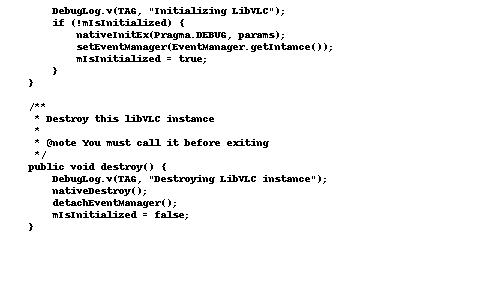 DebugLog.v(TAG, "Initializing LibVLC");
if (!mIsInitialized) {
nativeInitEx(Pragma.DEBUG, params);
setEventManager(EventManager.getIntance());
mIsInitialized = true;
}
}
/**
* Destroy this libVLC instance
*
* @note You must call it before exiting
*/
public void destroy() {
DebugLog.v(TAG, "Destroying LibVLC instance");
nativeDestroy();
detachEventManager();
mIsInitialized = false;
}